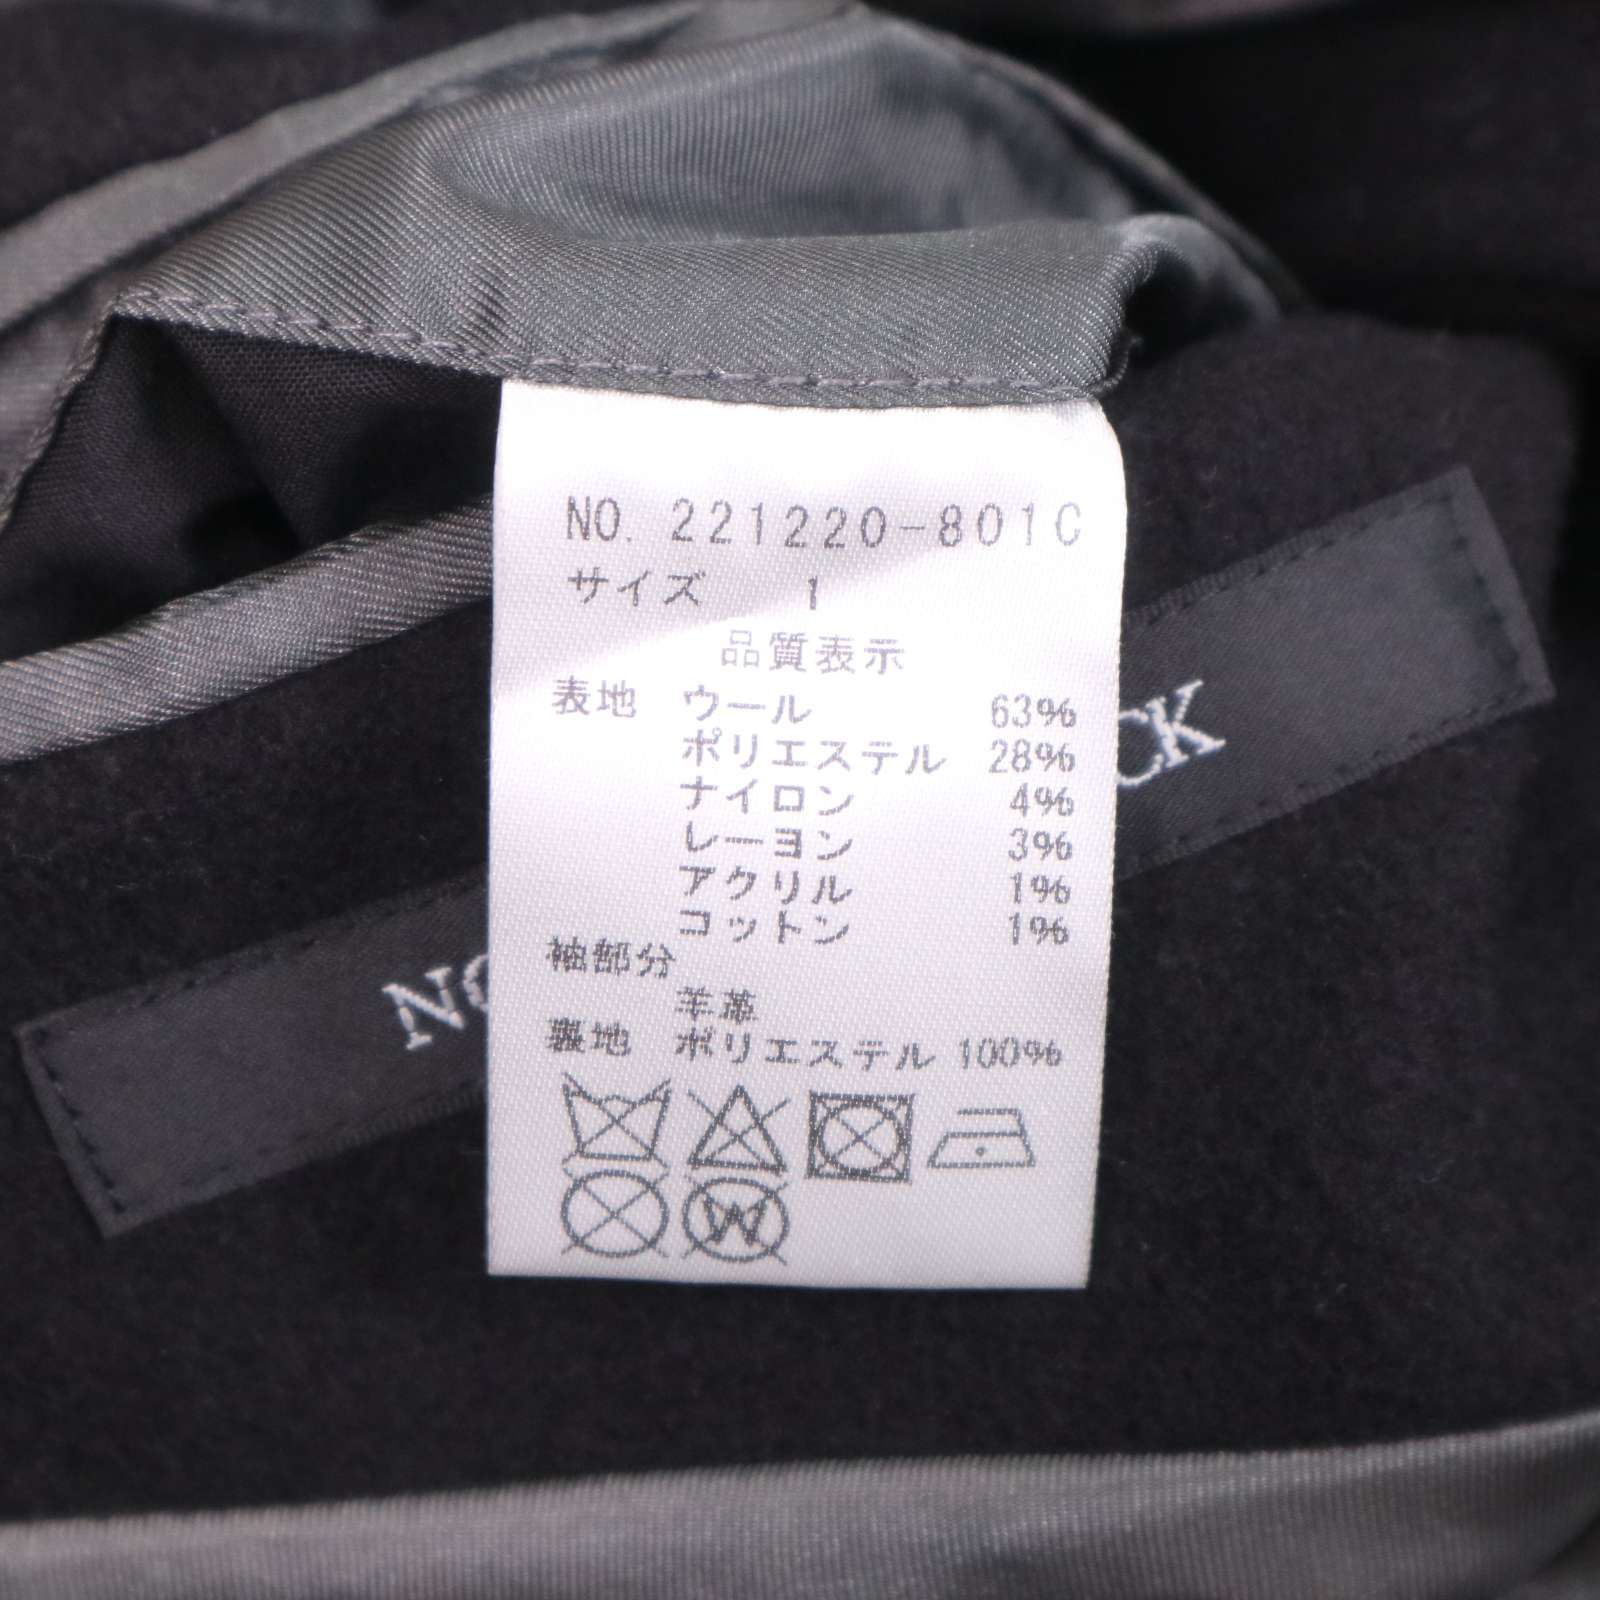 NO. 221220-801C
サイズ 1
品質表示
表地 ウール 63%
ポリエステル 28%
ナイロン 4%
レーヨン 3%
アクリル 1%
コットン 1%
袖部分
羊革
裏地 ポリエステル 100%
W